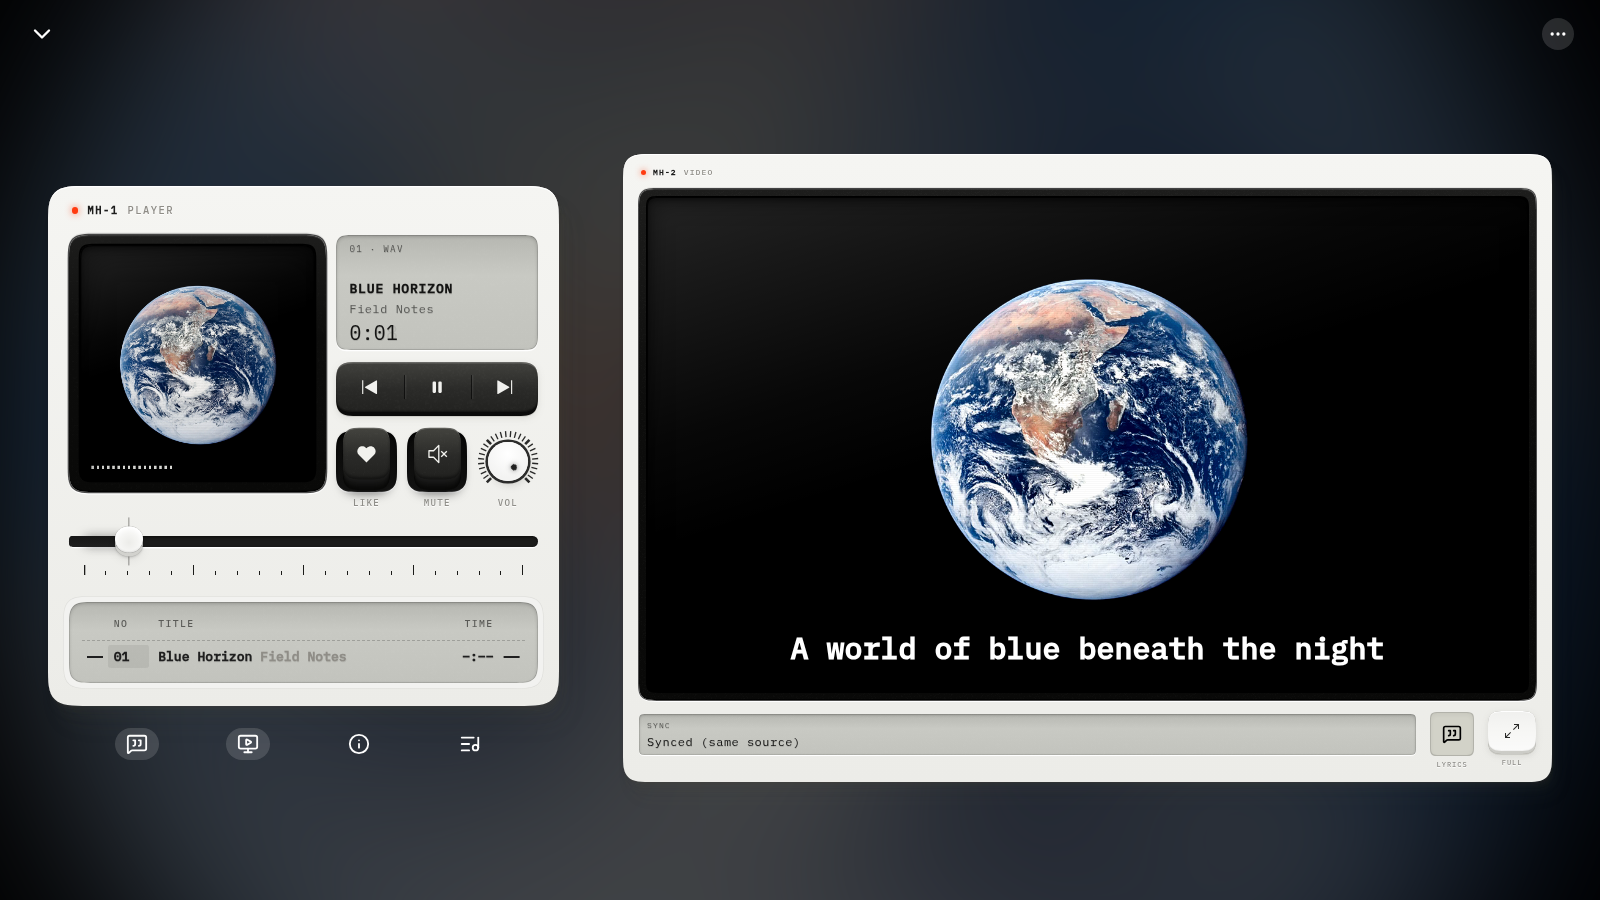 MH-1 PLAYER
01 · WAV
BLUE HORIZON
Field Notes
0:01
LIKE
MUTE
VOL
NO TITLE TIME
01 Blue Horizon Field Notes -:--
MH-2 VIDEO
A world of blue beneath the night
SYNC
Synced (same source)
LYRICS
FULL